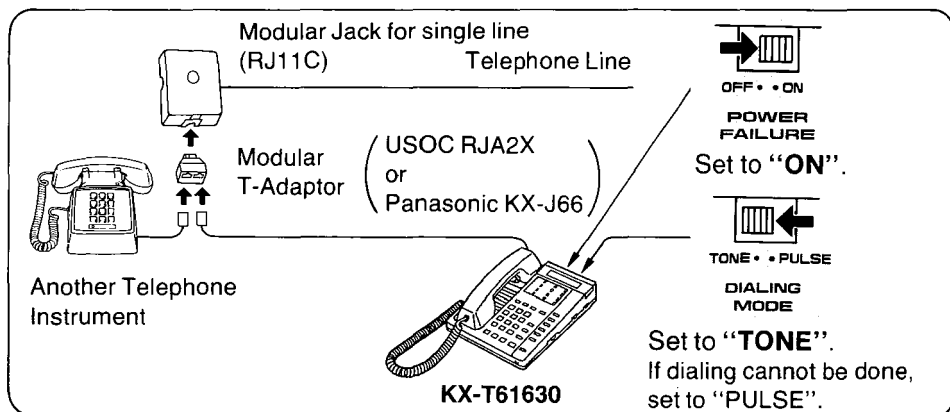 Modular Jack for single line
(RJ11C)
Telephone Line
OFF • • ON
POWER
FAILURE
Set to “ON”.
Modular
T-Adaptor
USOC RJA2X
or
Panasonic KX-J66
TONE • • PULSE
DIALING
MODE
Set to “TONE”.
If dialing cannot be done,
set to “PULSE”.
Another Telephone
Instrument
KX-T61630